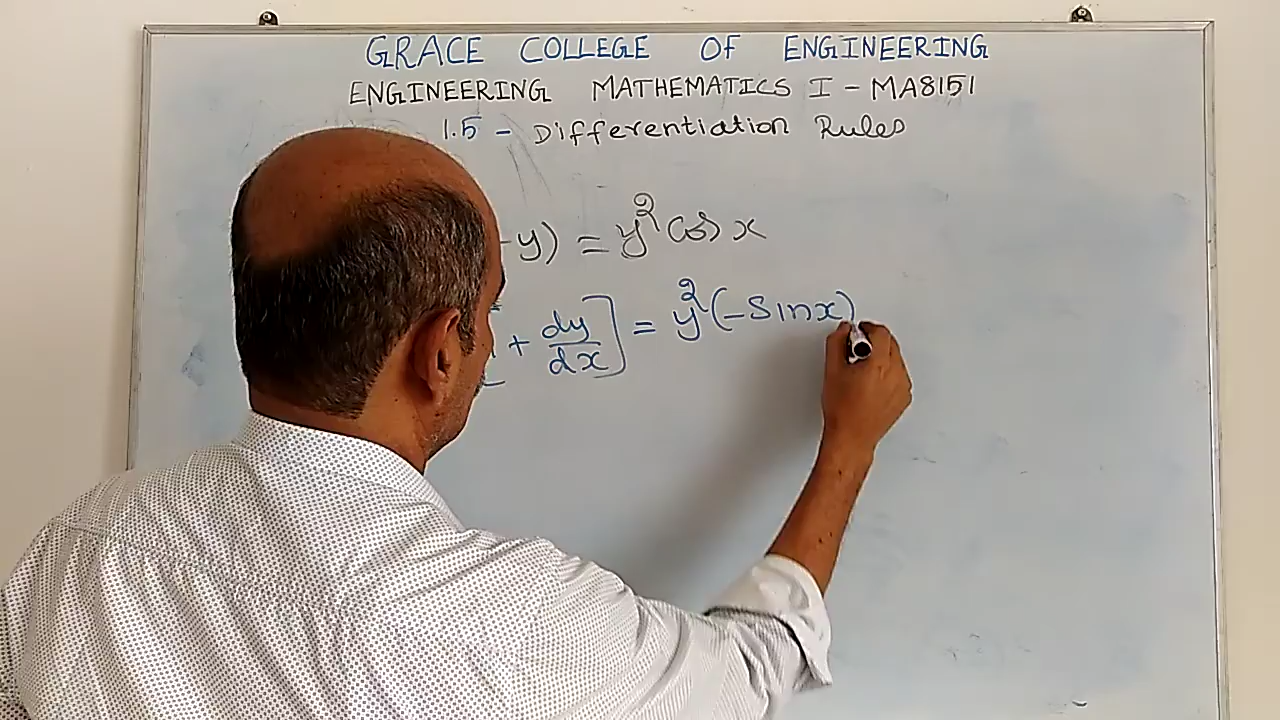 GRACE COLLEGE OF ENGINEERING
ENGINEERING MATHEMATICS I - MA8151
1.5 - Differentiation Rules
y) = y² cos x
+ dy/dx] = y²(-sinx)